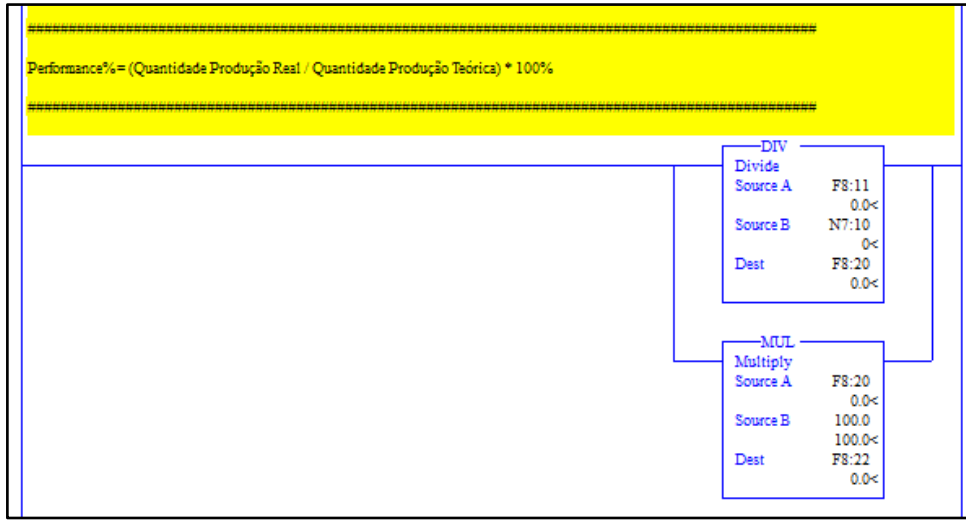 ####################################################################################################
Performance%= (Quantidade Produção Real / Quantidade Produção Teórica) * 100%
####################################################################################################
DIV
Divide
Source A F8:11
0.0<
Source B N7:10
0<
Dest F8:20
0.0<
MUL
Multiply
Source A F8:20
0.0<
Source B 100.0
100.0<
Dest F8:22
0.0<